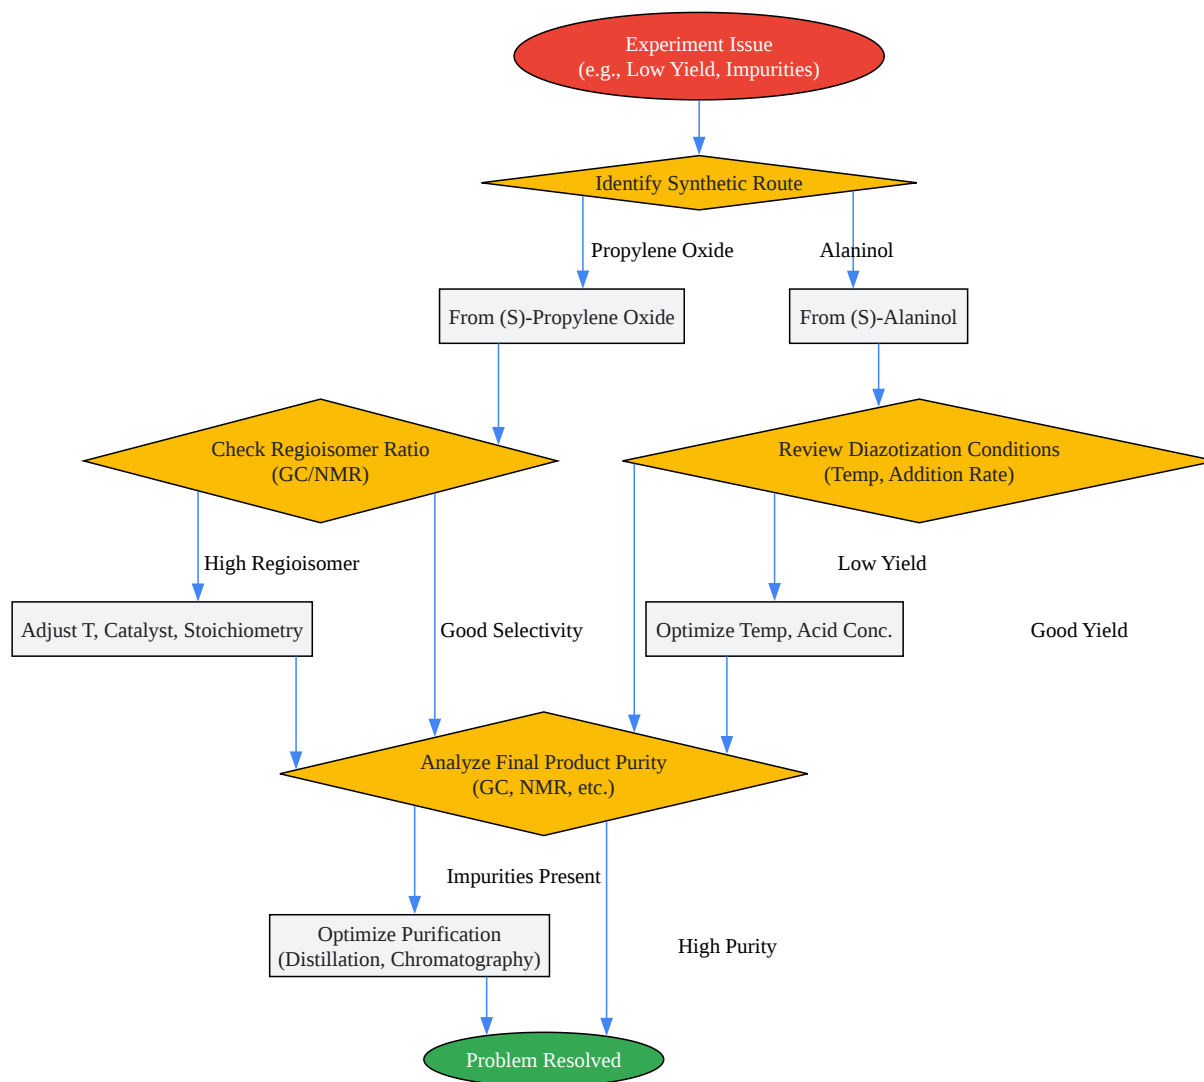 Experiment Issue
(e.g., Low Yield, Impurities)
Identify Synthetic Route
Propylene Oxide
Alaninol
From (S)-Propylene Oxide
From (S)-Alaninol
Check Regioisomer Ratio
(GC/NMR)
Review Diazotization Conditions
(Temp, Addition Rate)
High Regioisomer
Low Yield
Adjust T, Catalyst, Stoichiometry
Good Selectivity
Optimize Temp, Acid Conc.
Good Yield
Analyze Final Product Purity
(GC, NMR, etc.)
Impurities Present
Optimize Purification
(Distillation, Chromatography)
High Purity
Problem Resolved